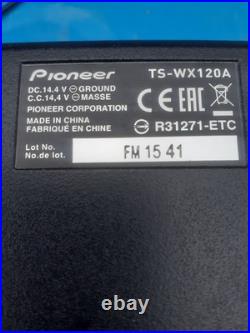 Pioneer TS-WX120A
DC.14.4 V⎓GROUND
C.C.14,4 V⎓MASSE
PIONEER CORPORATION
MADE IN CHINA
FABRIQUÉ EN CHINE
CE
R31271-ETC
Lot No.
No.de lot.
FM 15 41